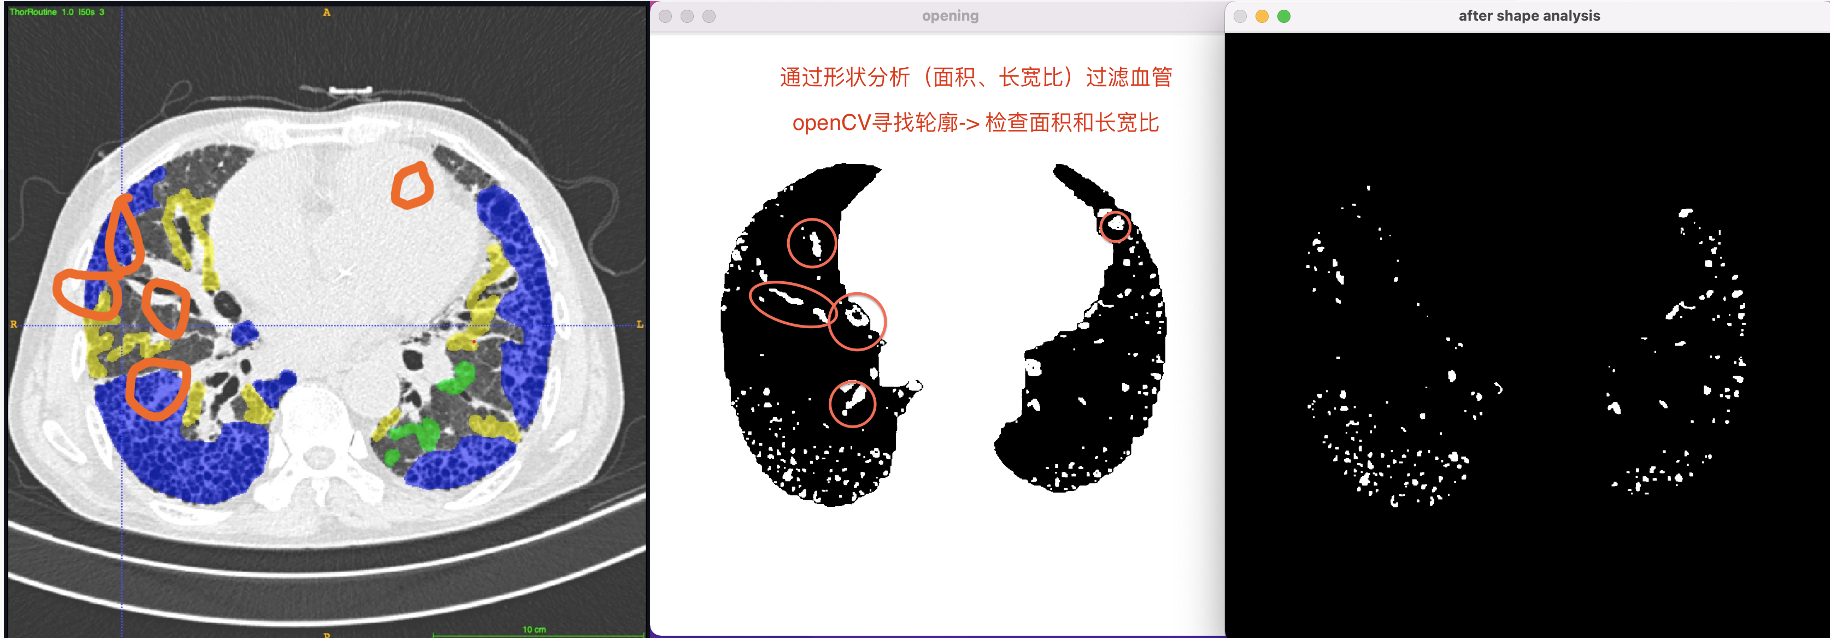 ThorRoutine 1.0 I50s 3
A
R
L
10 cm
P
opening
通过形状分析（面积、长宽比）过滤血管
openCV寻找轮廓-> 检查面积和长宽比
after shape analysis